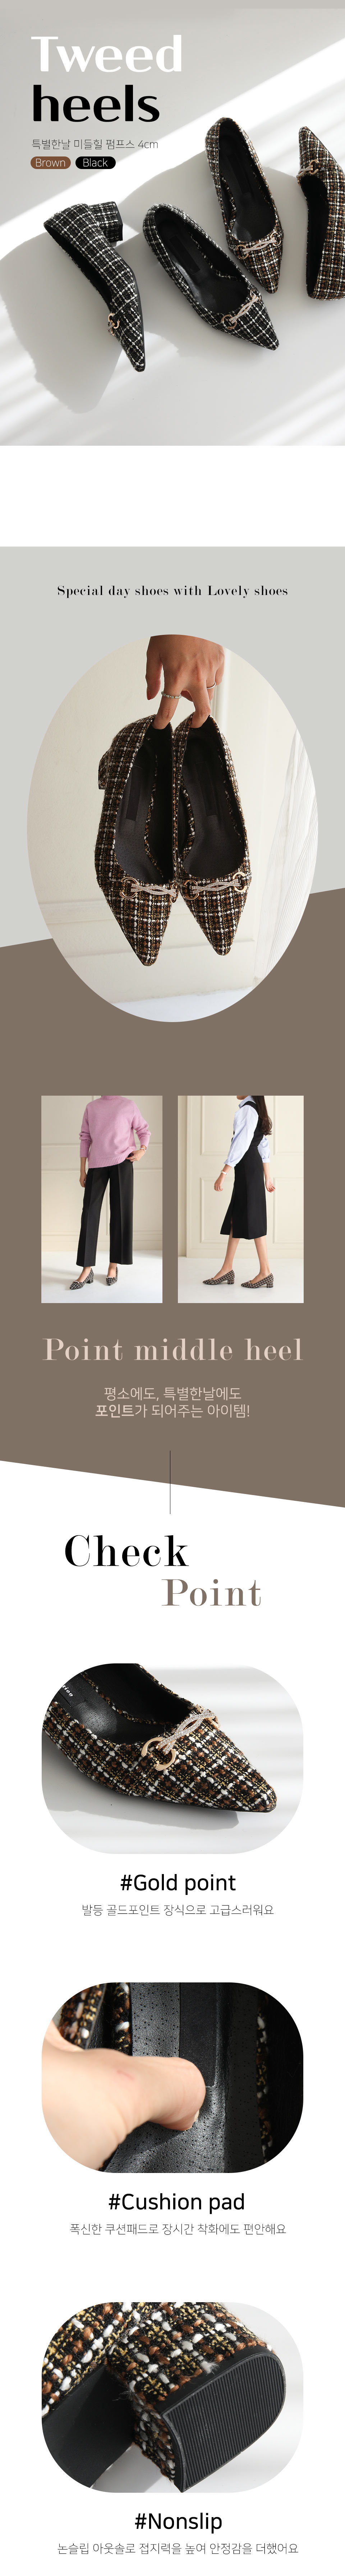 Tweed
heels
특별한날 미들힐 펌프스 4cm
Brown Black
Special day shoes with Lovely shoes
Point middle heel
평소에도, 특별한날에도
포인트가 되어주는 아이템!
Check
Point
#Gold point
발등 골드포인트 장식으로 고급스러워요
#Cushion pad
폭신한 쿠션패드로 장시간 착화에도 편안해요
#Nonslip
논슬립 아웃솔로 접지력을 높여 안정감을 더했어요